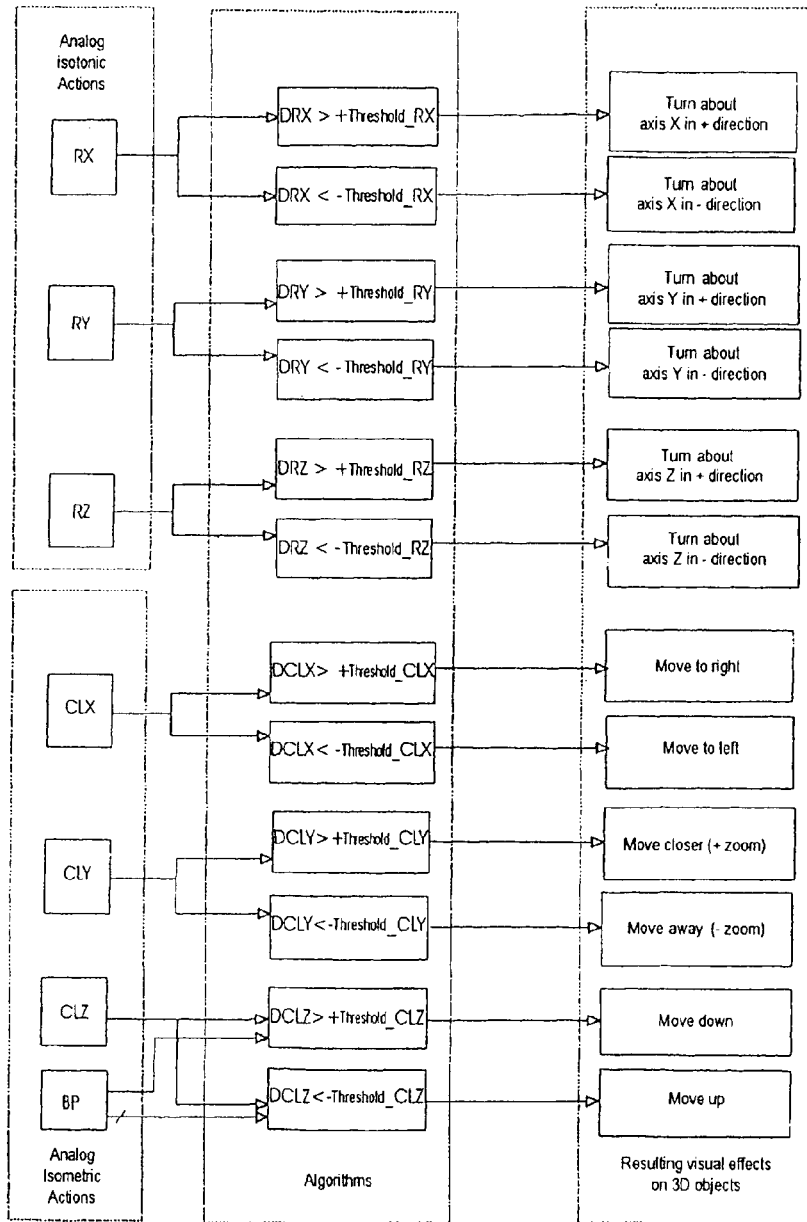 Analog
isotonic
Actions
RX
DRX > +Threshold_RX
Turn about
axis X in + direction
DRX < -Threshold_RX
Turn about
axis X in - direction
RY
DRY > +Threshold_RY
Turn about
axis Y in + direction
DRY < -Threshold_RY
Turn about
axis Y in - direction
RZ
DRZ > +Threshold_RZ
Turn about
axis Z in + direction
DRZ < -Threshold_RZ
Turn about
axis Z in - direction
CLX
DCLX> +Threshold_CLX
Move to right
DCLX< -Threshold_CLX
Move to left
CLY
DCLY> +Threshold_CLY
Move closer (+ zoom)
DCLY<-Threshold_CLY
Move away (- zoom)
CLZ
DCLZ> +Threshold_CLZ
Move down
BP
DCLZ<-Threshold_CLZ
Move up
Analog
Isometric
Actions
Algorithms
Resulting visual effects
on 3D objects